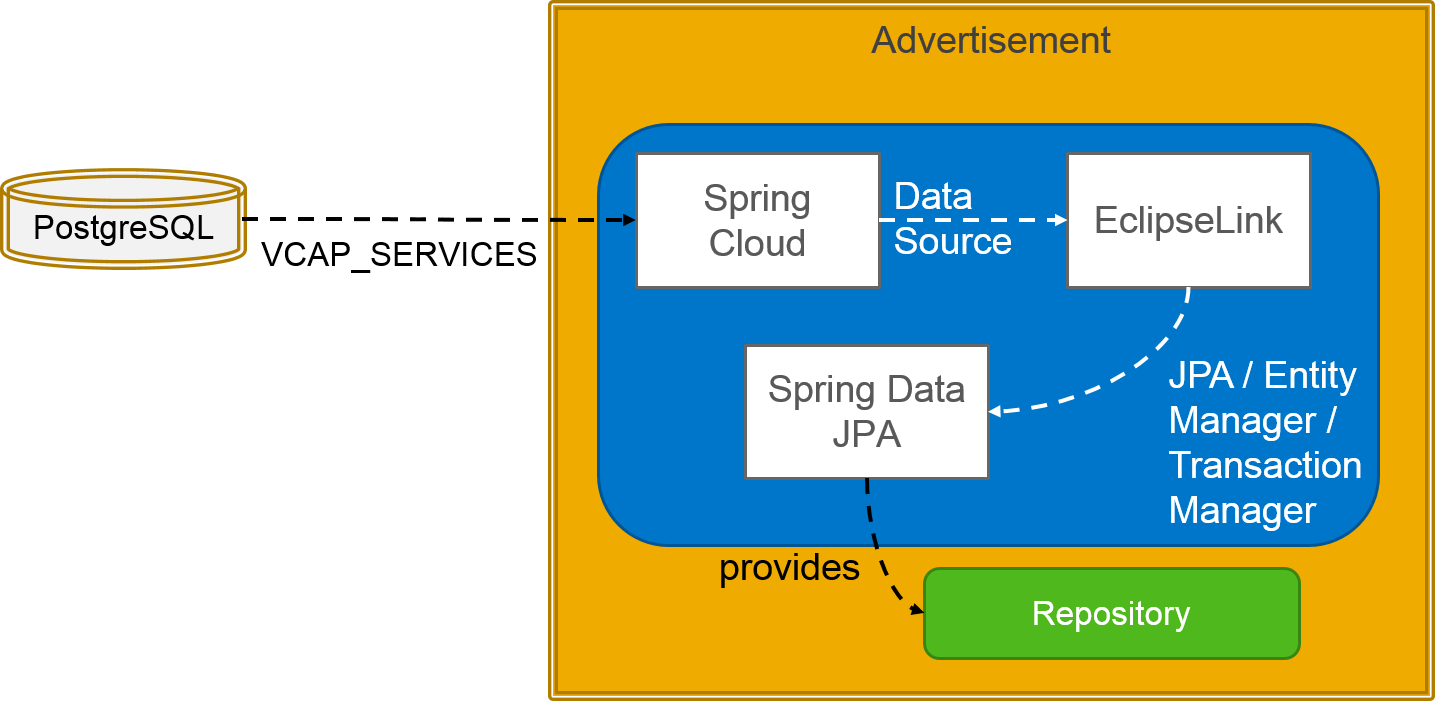 Advertisement
PostgreSQL
VCAP_SERVICES
Spring
Cloud
Data
Source
EclipseLink
Spring Data
JPA
JPA / Entity
Manager /
Transaction
Manager
provides
Repository